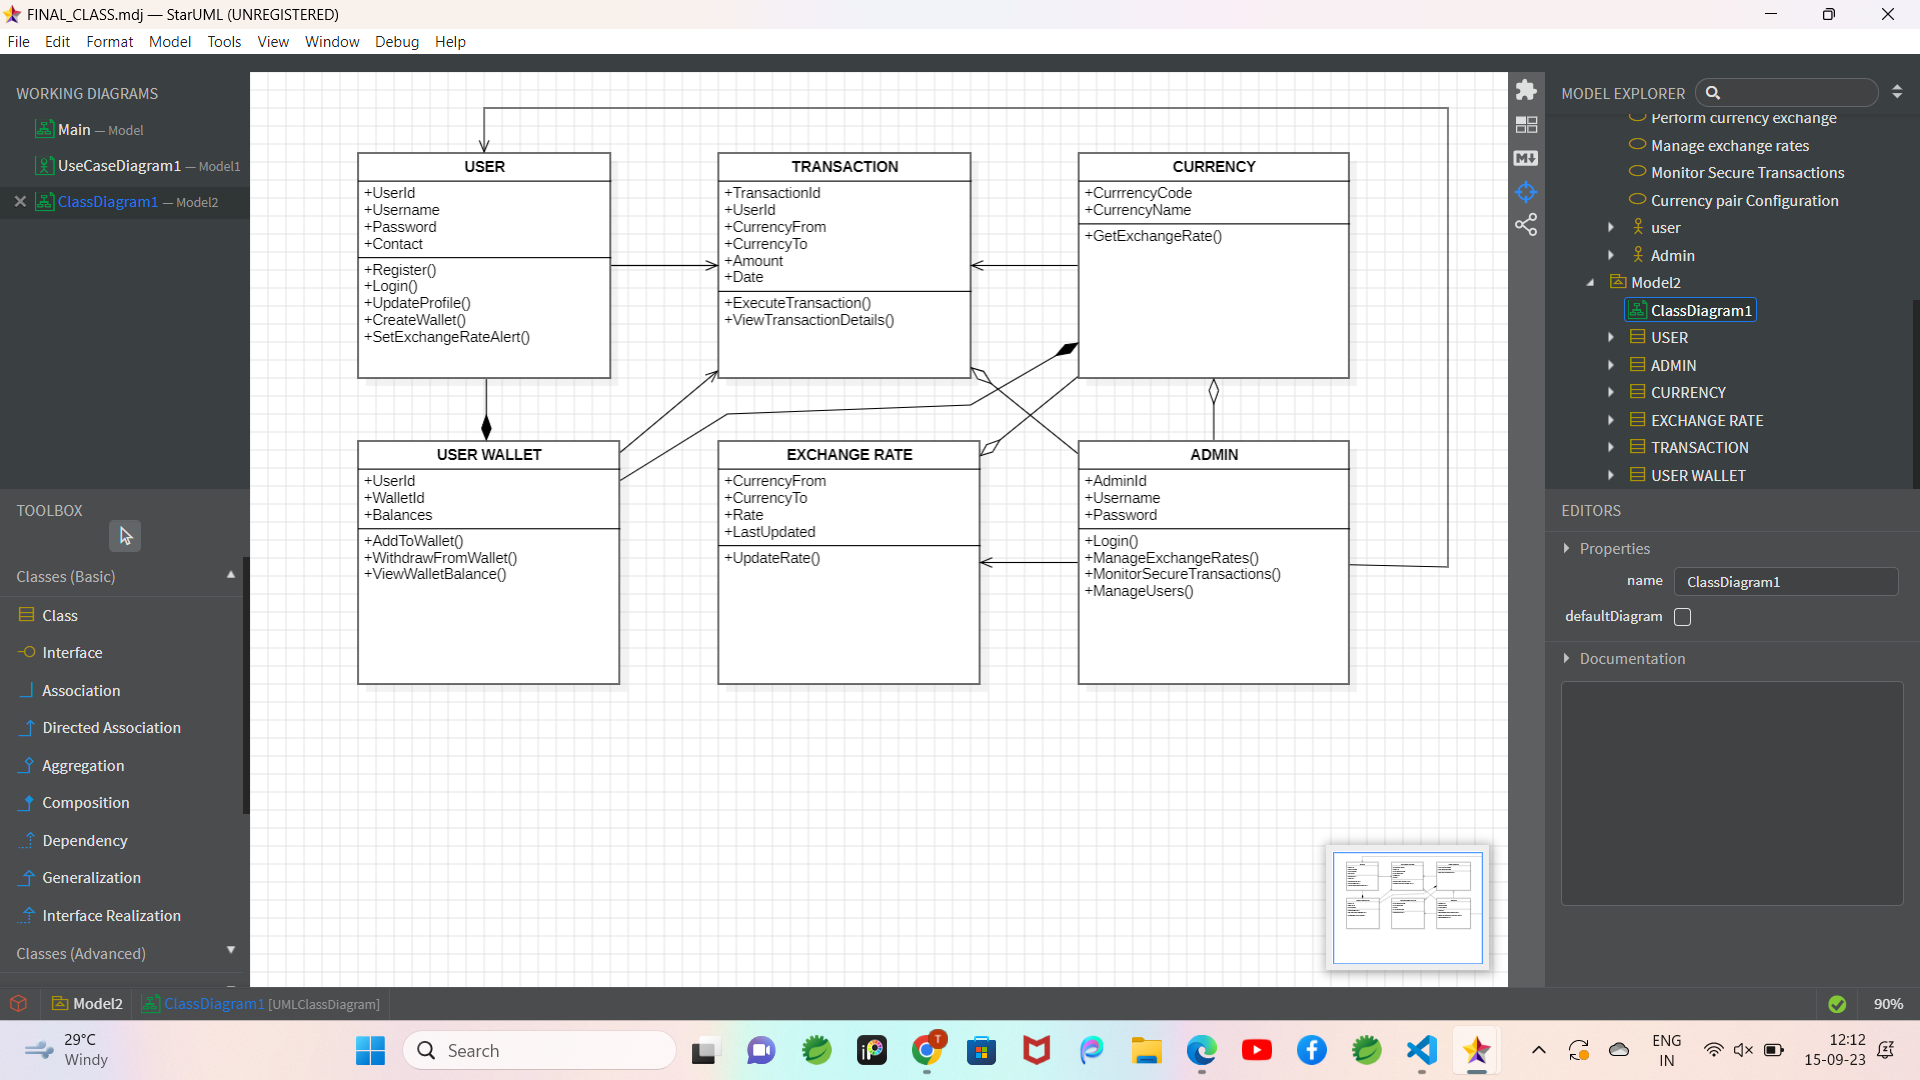 FINAL_CLASS.mdj — StarUML (UNREGISTERED)
File Edit Format Model Tools View Window Debug Help
WORKING DIAGRAMS
Main — Model
UseCaseDiagram1 — Model1
ClassDiagram1 — Model2
TOOLBOX
Classes (Basic)
Class
Interface
Association
Directed Association
Aggregation
Composition
Dependency
Generalization
Interface Realization
Classes (Advanced)
USER
+UserId
+Username
+Password
+Contact
+Register()
+Login()
+UpdateProfile()
+CreateWallet()
+SetExchangeRateAlert()
TRANSACTION
+TransactionId
+UserId
+CurrencyFrom
+CurrencyTo
+Amount
+Date
+ExecuteTransaction()
+ViewTransactionDetails()
CURRENCY
+CurrrencyCode
+CurrencyName
+GetExchangeRate()
USER WALLET
+UserId
+WalletId
+Balances
+AddToWallet()
+WithdrawFromWallet()
+ViewWalletBalance()
EXCHANGE RATE
+CurrencyFrom
+CurrencyTo
+Rate
+LastUpdated
+UpdateRate()
ADMIN
+AdminId
+Username
+Password
+Login()
+ManageExchangeRates()
+MonitorSecureTransactions()
+ManageUsers()
MODEL EXPLORER
Perform currency exchange
Manage exchange rates
Monitor Secure Transactions
Currency pair Configuration
user
Admin
Model2
ClassDiagram1
USER
ADMIN
CURRENCY
EXCHANGE RATE
TRANSACTION
USER WALLET
EDITORS
Properties
name ClassDiagram1
defaultDiagram
Documentation
Model2 ClassDiagram1 [UMLClassDiagram]
90%
29°C
Windy
Search
ENG
IN
12:12
15-09-23